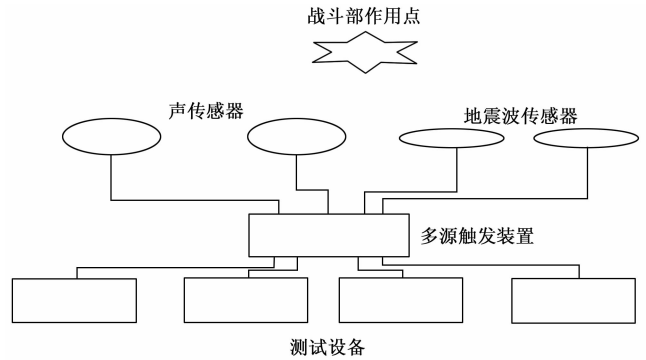 战斗部作用点
声传感器
地震波传感器
多源触发装置
测试设备